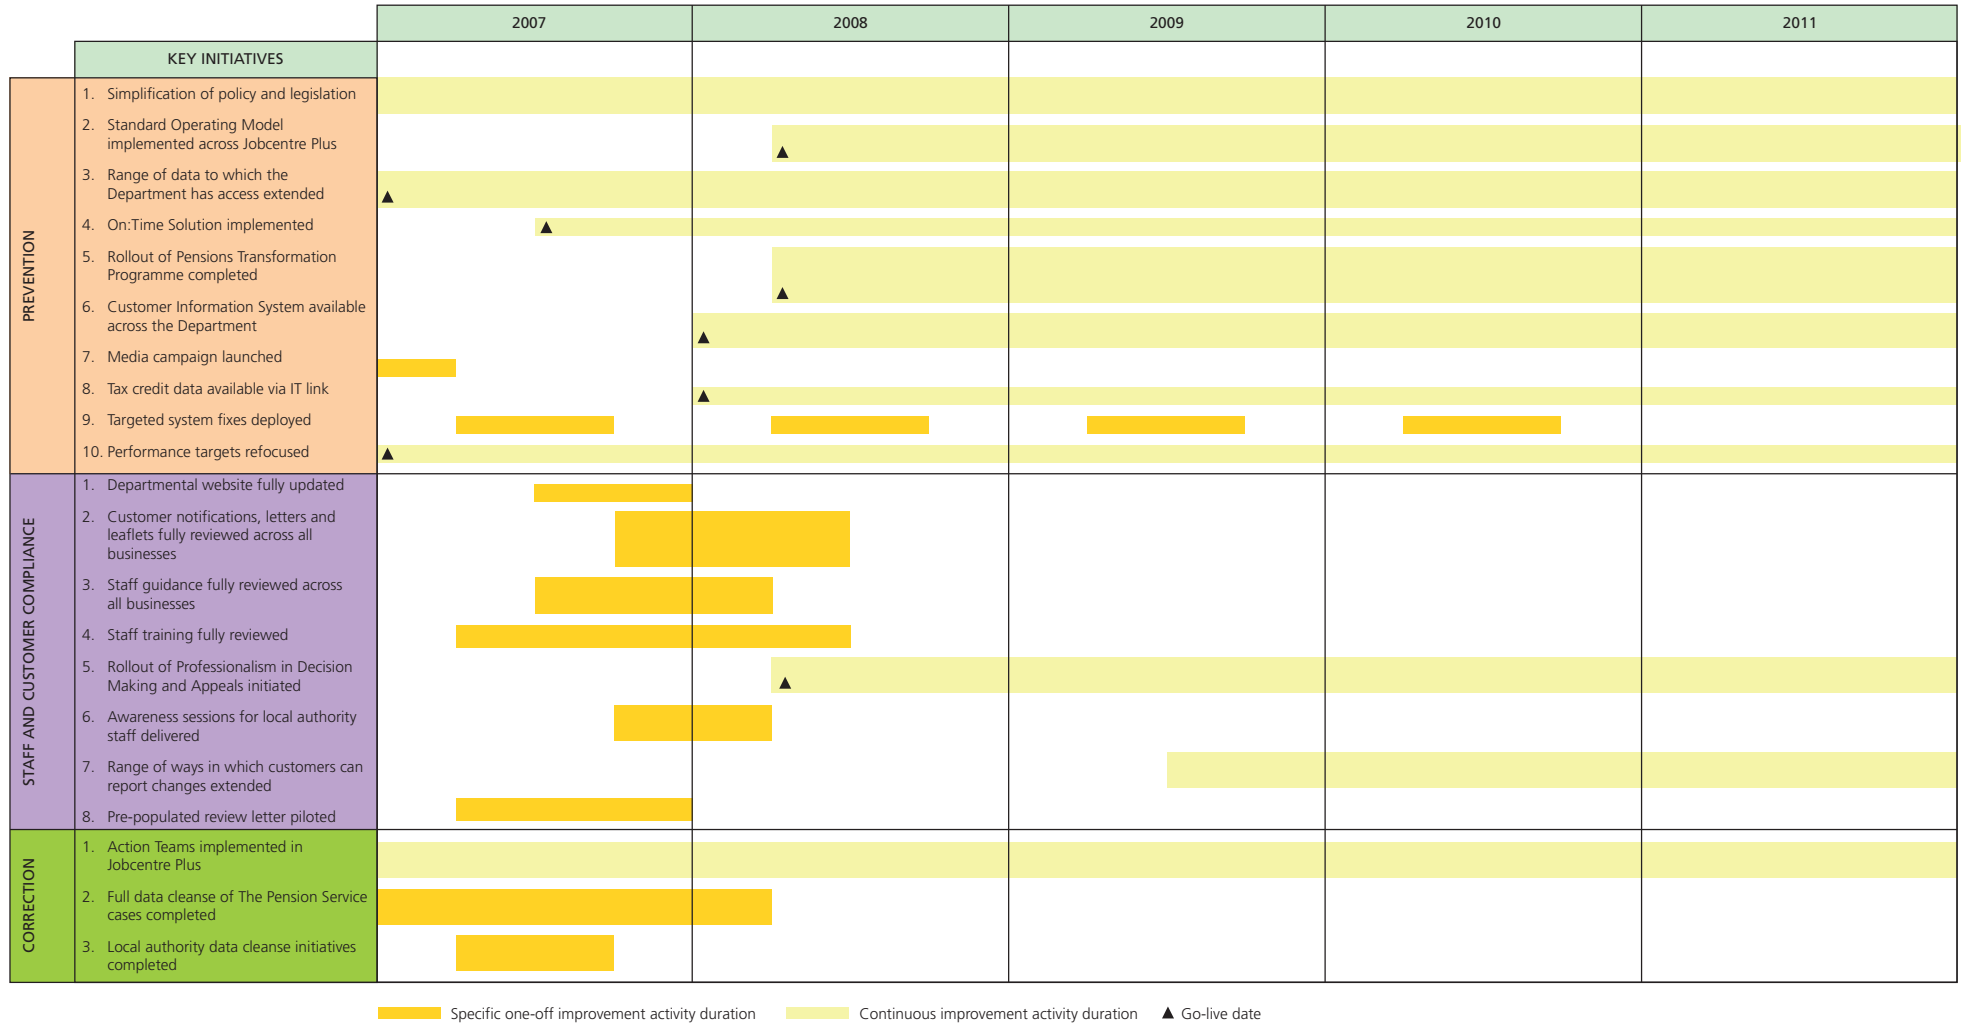 2007 2008 2009 2010 2011
KEY INITIATIVES
PREVENTION
1. Simplification of policy and legislation
2. Standard Operating Model
implemented across Jobcentre Plus
3. Range of data to which the
Department has access extended
4. On:Time Solution implemented
5. Rollout of Pensions Transformation
Programme completed
6. Customer Information System available
across the Department
7. Media campaign launched
8. Tax credit data available via IT link
9. Targeted system fixes deployed
10. Performance targets refocused
STAFF AND CUSTOMER COMPLIANCE
1. Departmental website fully updated
2. Customer notifications, letters and
leaflets fully reviewed across all
businesses
3. Staff guidance fully reviewed across
all businesses
4. Staff training fully reviewed
5. Rollout of Professionalism in Decision
Making and Appeals initiated
6. Awareness sessions for local authority
staff delivered
7. Range of ways in which customers can
report changes extended
8. Pre-populated review letter piloted
CORRECTION
1. Action Teams implemented in
Jobcentre Plus
2. Full data cleanse of The Pension Service
cases completed
3. Local authority data cleanse initiatives
completed
Specific one-off improvement activity duration Continuous improvement activity duration Go-live date